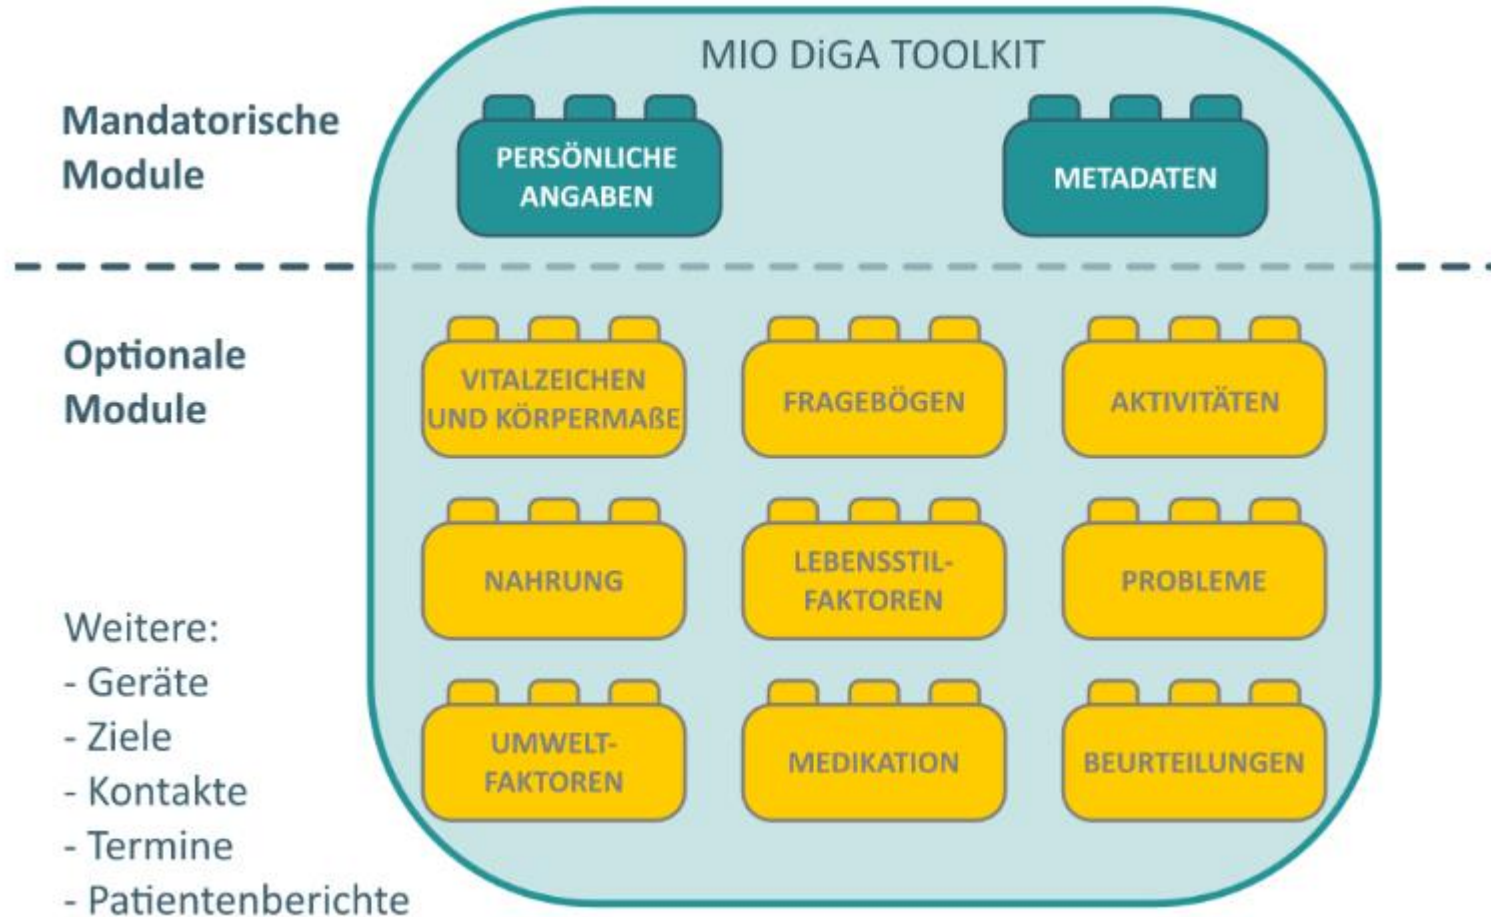 MIO DiGA TOOLKIT
Mandatorische
Module
PERSÖNLICHE
ANGABEN
METADATEN
Optionale
Module
VITALZEICHEN
UND KÖRPERMAßE
FRAGEBÖGEN
AKTIVITÄTEN
NAHRUNG
LEBENSSTIL-
FAKTOREN
PROBLEME
UMWELT-
FAKTOREN
MEDIKATION
BEURTEILUNGEN
Weitere:
- Geräte
- Ziele
- Kontakte
- Termine
- Patientenberichte